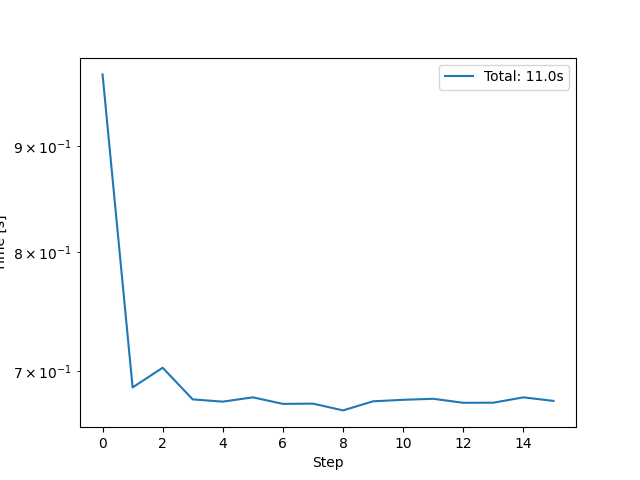 Total: 11.0s
9 × 10⁻¹
8 × 10⁻¹
7 × 10⁻¹
Time [s]
0 2 4 6 8 10 12 14
Step